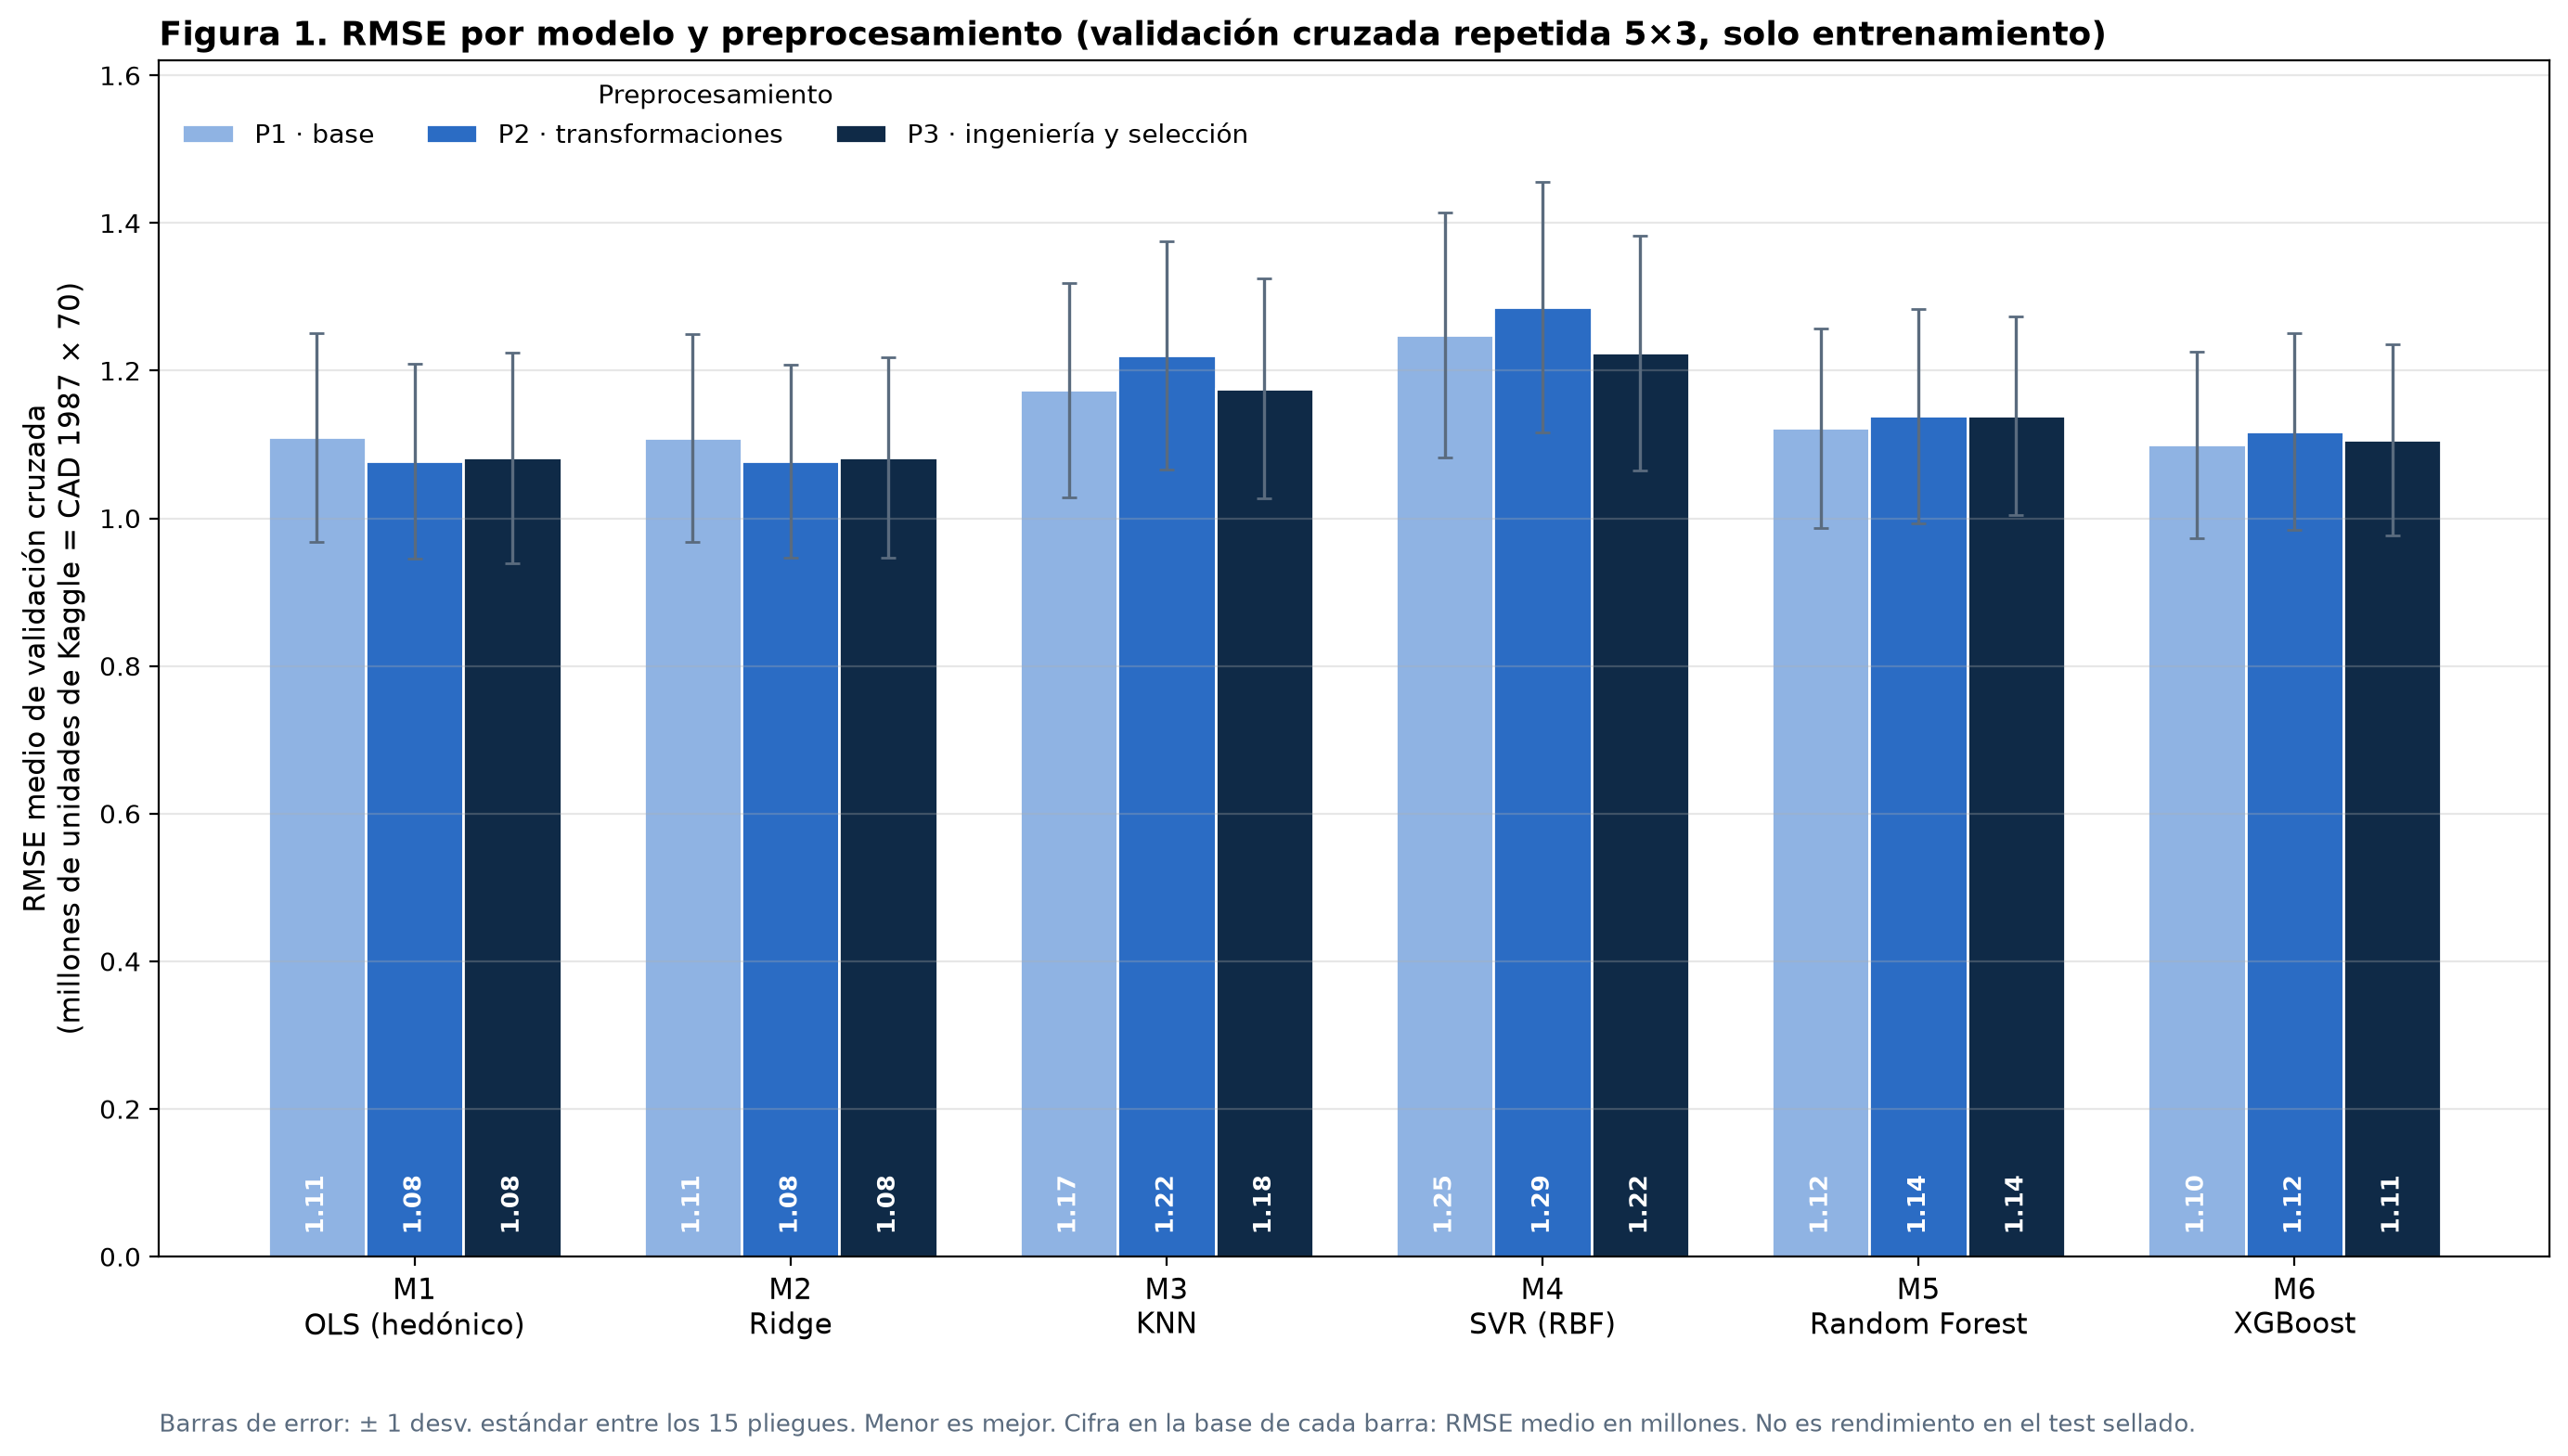 Figura 1. RMSE por modelo y preprocesamiento (validación cruzada repetida 5×3, solo entrenamiento)
RMSE medio de validación cruzada
(millones de unidades de Kaggle = CAD 1987 × 70)
1.6
1.4
1.2
1.0
0.8
0.6
0.4
0.2
0.0
Preprocesamiento
P1 · base P2 · transformaciones P3 · ingeniería y selección
1.11 1.08 1.08 1.11 1.08 1.08 1.17 1.22 1.18 1.25 1.29 1.22 1.12 1.14 1.14 1.10 1.12 1.11
M1 M2 M3 M4 M5 M6
OLS (hedónico) Ridge KNN SVR (RBF) Random Forest XGBoost
Barras de error: ± 1 desv. estándar entre los 15 pliegues. Menor es mejor. Cifra en la base de cada barra: RMSE medio en millones. No es rendimiento en el test sellado.